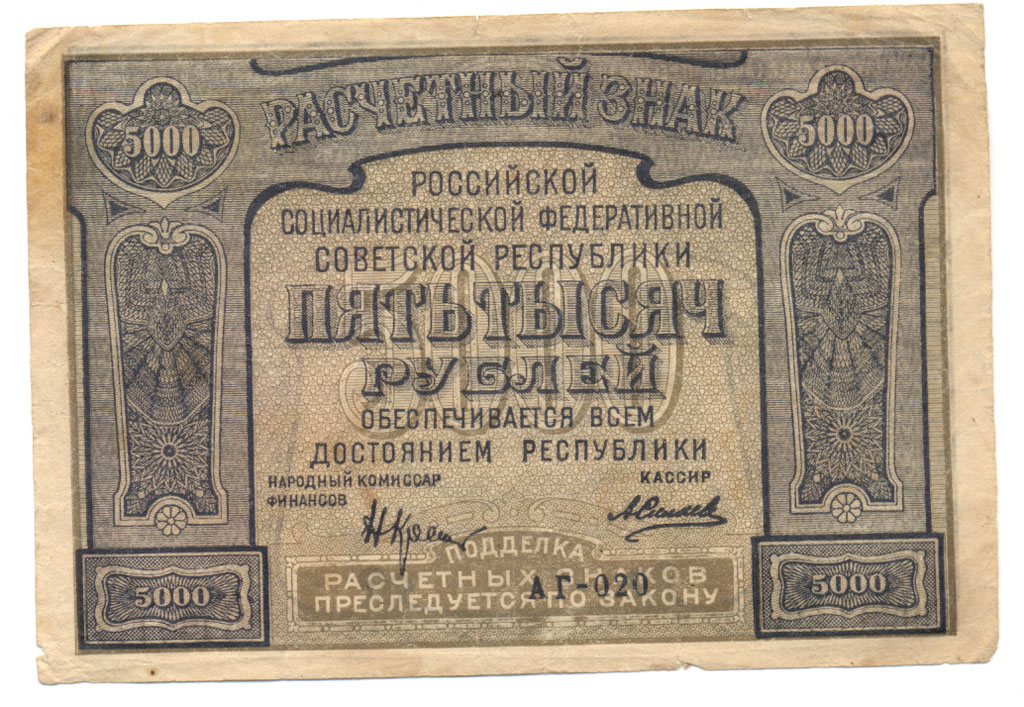 РАСЧЕТНЫЙ ЗНАК
5000
5000
РОССИЙСКОЙ
СОЦИАЛИСТИЧЕСКОЙ ФЕДЕРАТИВНОЙ
СОВЕТСКОЙ РЕСПУБЛИКИ
5000
ПЯТЬ ТЫСЯЧ
РУБЛЕЙ
ОБЕСПЕЧИВАЕТСЯ ВСЕМ
ДОСТОЯНИЕМ РЕСПУБЛИКИ
НАРОДНЫЙ КОМИССАР
ФИНАНСОВ
КАССИР
ПОДДЕЛКА
РАСЧЕТНЫХ ЗНАКОВ
ПРЕСЛЕДУЕТСЯ ПО ЗАКОНУ
АГ-020
5000
5000